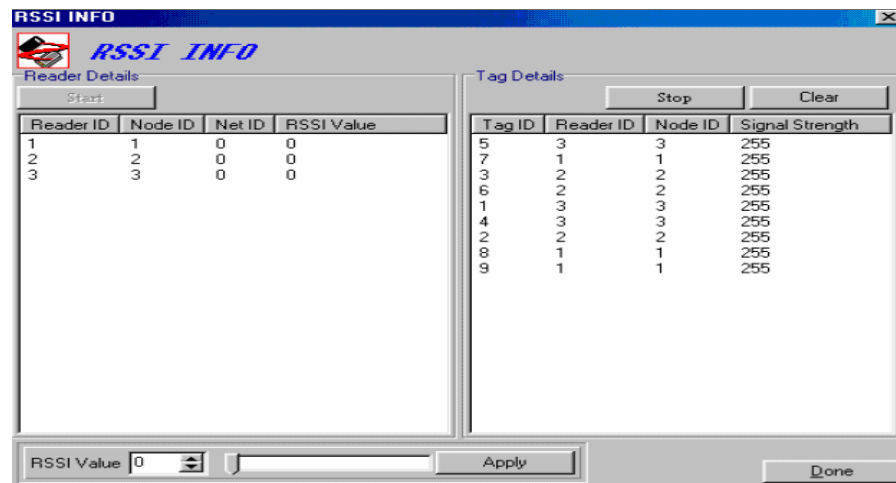 RSSI INFO
RSSI INFO
Reader Details
Start
Reader ID Node ID Net ID RSSI Value
1 1 0 0
2 2 0 0
3 3 0 0
Tag Details
Stop Clear
Tag ID Reader ID Node ID Signal Strength
5 3 3 255
7 1 1 255
3 2 2 255
6 2 2 255
1 3 3 255
4 3 3 255
2 2 2 255
8 1 1 255
9 1 1 255
RSSI Value 0 Apply
Done